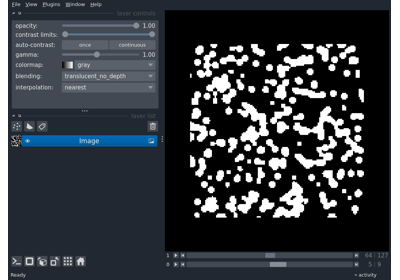 File View Plugins Window Help
layer controls
opacity: 1.00
contrast limits:
auto-contrast: once continuous
gamma: 1.00
colormap: gray
blending: translucent_no_depth
interpolation: nearest
layer list
Image
1 64 127
0 5 9
activity